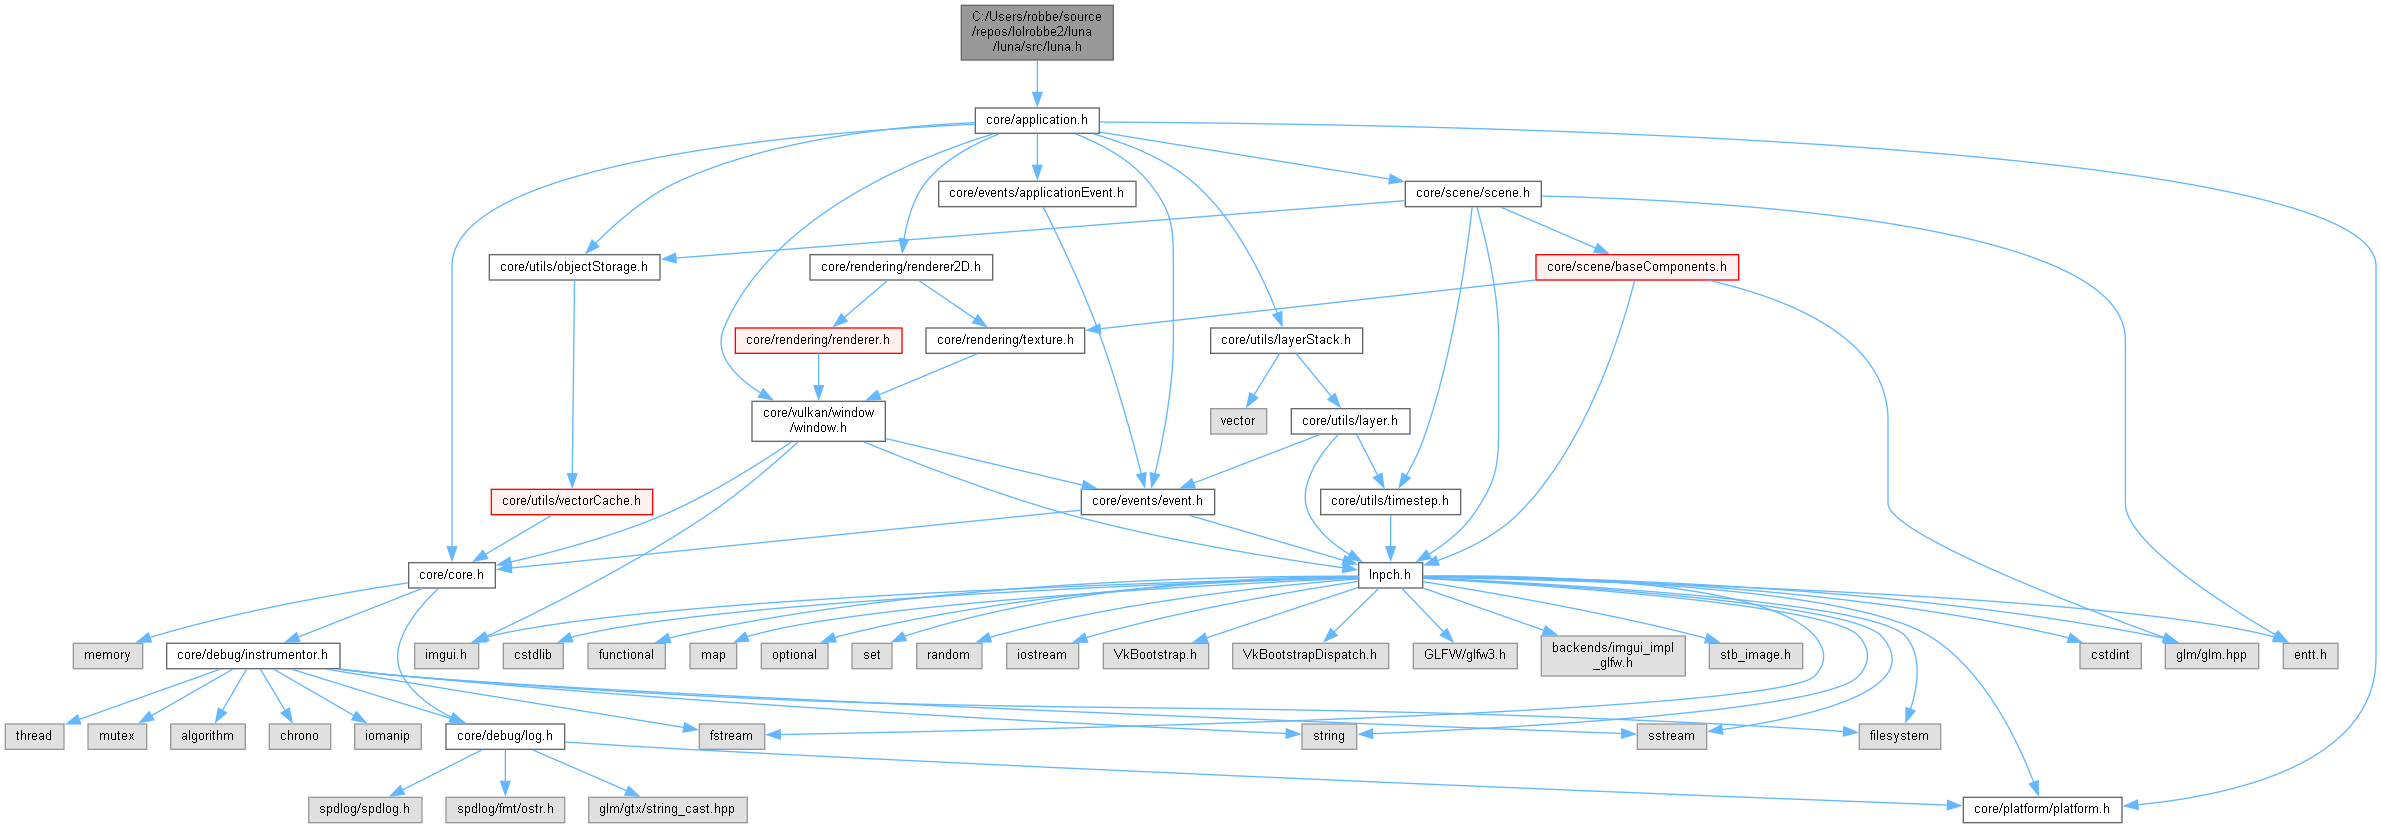 C:/Users/robbe/source
/repos/lolrobbe2/luna
/luna/src/luna.h
core/application.h
core/events/applicationEvent.h
core/scene/scene.h
core/utils/objectStorage.h
core/rendering/renderer2D.h
core/scene/baseComponents.h
core/rendering/renderer.h
core/rendering/texture.h
core/utils/layerStack.h
core/vulkan/window
/window.h
vector
core/utils/layer.h
core/utils/vectorCache.h
core/events/event.h
core/utils/timestep.h
core/core.h
lnpch.h
memory
core/debug/instrumentor.h
imgui.h
cstdlib
functional
map
optional
set
random
iostream
VkBootstrap.h
VkBootstrapDispatch.h
GLFW/glfw3.h
backends/imgui_impl
_glfw.h
stb_image.h
cstdint
glm/glm.hpp
entt.h
thread
mutex
algorithm
chrono
iomanip
core/debug/log.h
fstream
string
sstream
filesystem
spdlog/spdlog.h
spdlog/fmt/ostr.h
glm/gtx/string_cast.hpp
core/platform/platform.h